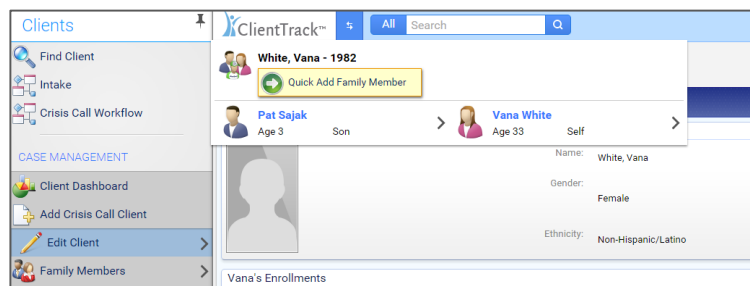 Clients
Find Client
Intake
Crisis Call Workflow
CASE MANAGEMENT
Client Dashboard
Add Crisis Call Client
Edit Client
Family Members
ClientTrack™
All Search
White, Vana - 1982
Quick Add Family Member
Pat Sajak
Age 3 Son
Vana White
Age 33 Self
Name: White, Vana
Gender: Female
Ethnicity: Non-Hispanic/Latino
Vana's Enrollments